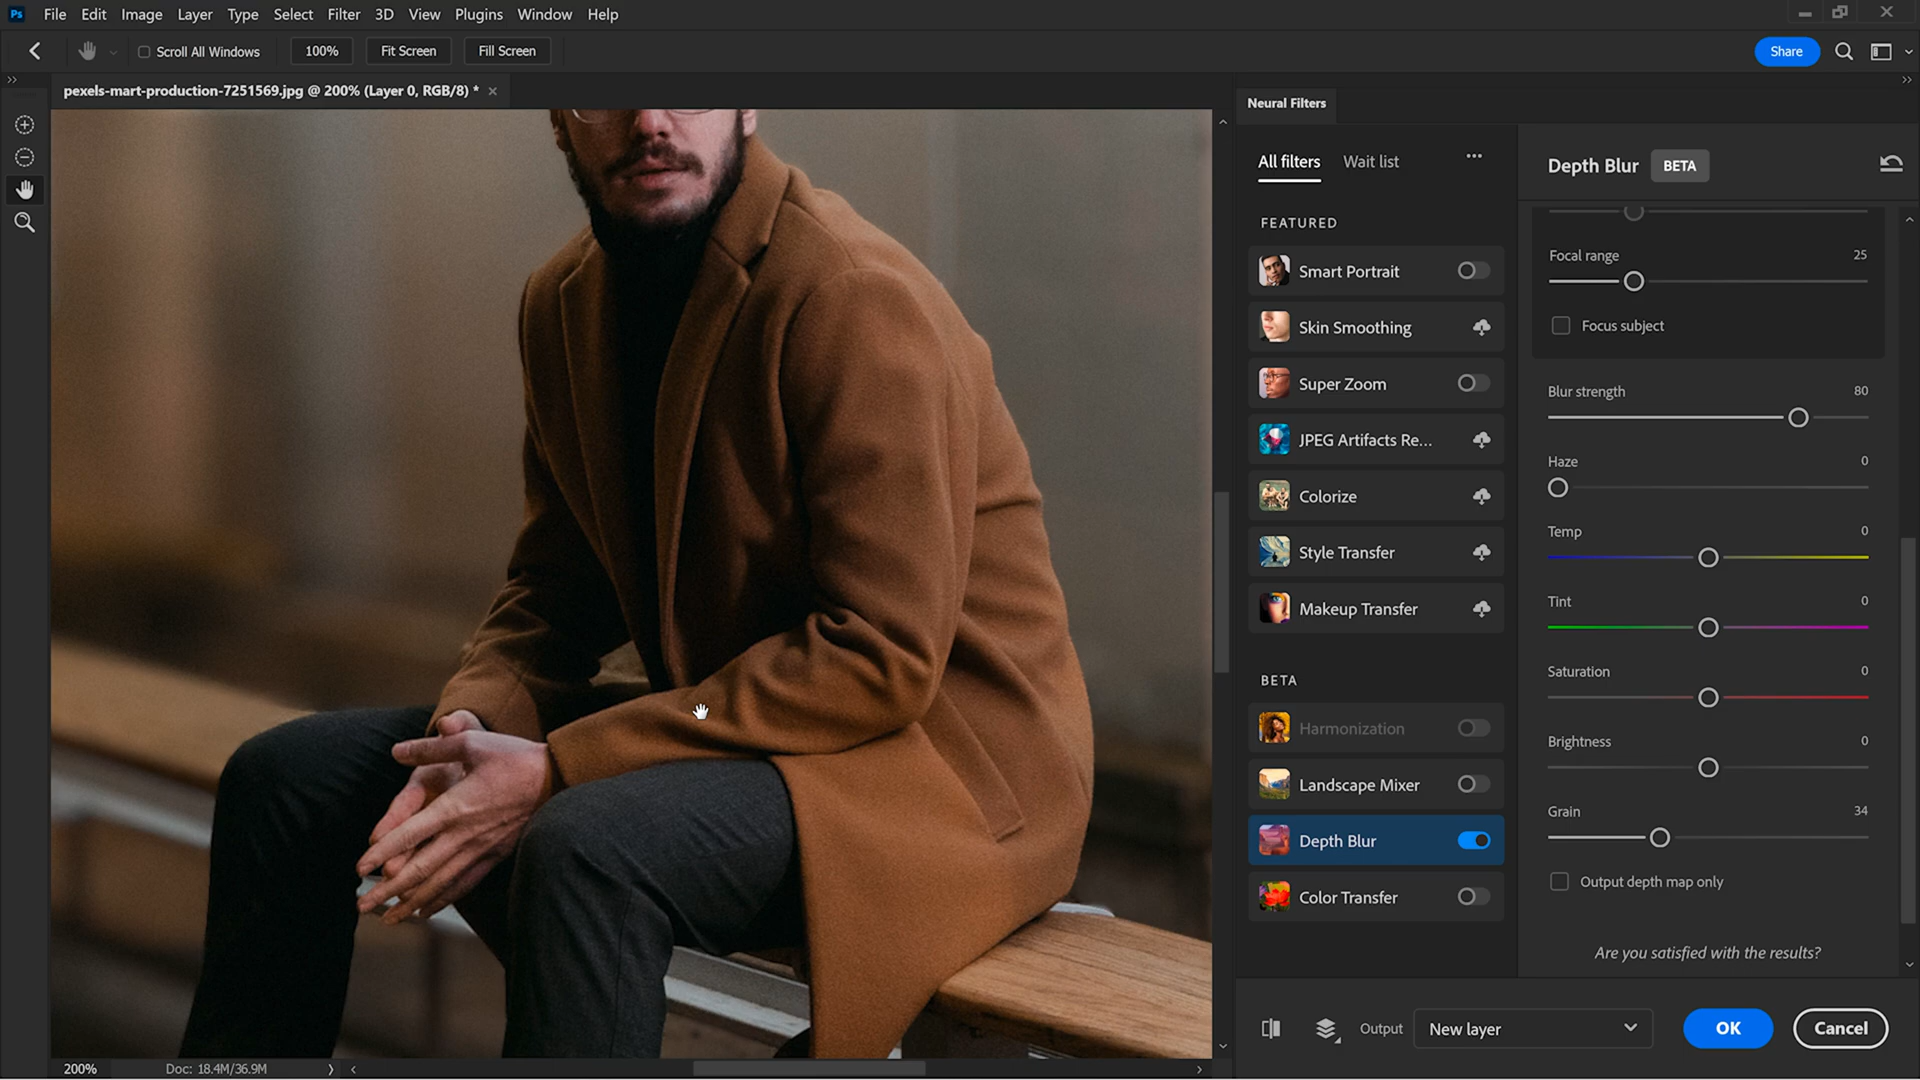 Ps File Edit Image Layer Type Select Filter 3D View Plugins Window Help
Scroll All Windows 100% Fit Screen Fill Screen Share
pexels-mart-production-7251569.jpg @ 200% (Layer 0, RGB/8) *
Neural Filters
All filters Wait list
FEATURED
Smart Portrait
Skin Smoothing
Super Zoom
JPEG Artifacts Re...
Colorize
Style Transfer
Makeup Transfer
BETA
Harmonization
Landscape Mixer
Depth Blur
Color Transfer
Depth Blur BETA
Focal range 25
Focus subject
Blur strength 80
Haze 0
Temp 0
Tint 0
Saturation 0
Brightness 0
Grain 34
Output depth map only
Are you satisfied with the results?
Output New layer OK Cancel
200% Doc: 18.4M/36.9M